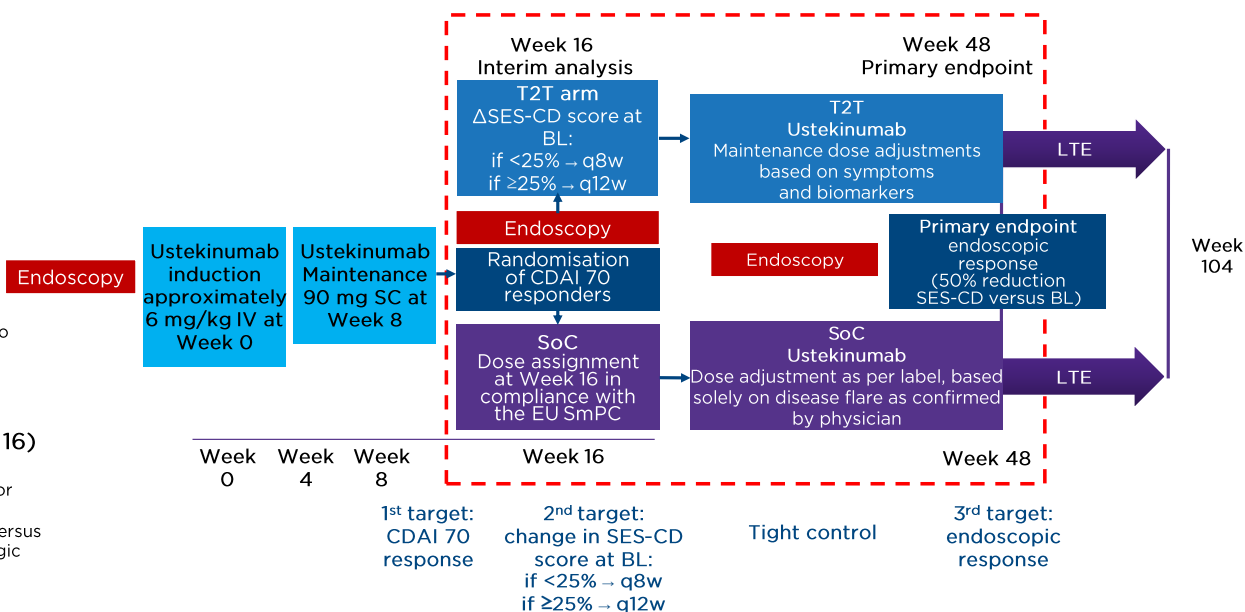 Week 16
Interim analysis
Week 48
Primary endpoint
T2T arm
ΔSES-CD score at
BL:
if <25% → q8w
if ≥25% → q12w
T2T
Ustekinumab
Maintenance dose adjustments
based on symptoms
and biomarkers
LTE
Endoscopy
Ustekinumab
induction
approximately
6 mg/kg IV at
Week 0
Ustekinumab
Maintenance
90 mg SC at
Week 8
Endoscopy
Randomisation
of CDAI 70
responders
Endoscopy
Primary endpoint
endoscopic
response
(50% reduction
SES-CD versus BL)
Week
104
o
SoC
Dose assignment
at Week 16 in
compliance with
the EU SmPC
SoC
Ustekinumab
Dose adjustment as per label, based
solely on disease flare as confirmed
by physician
LTE
16)
or
ersus
gic
Week
0
Week
4
Week
8
Week 16
Week 48
1st target:
CDAI 70
response
2nd target:
change in SES-CD
score at BL:
if <25% → q8w
if ≥25% → q12w
Tight control
3rd target:
endoscopic
response